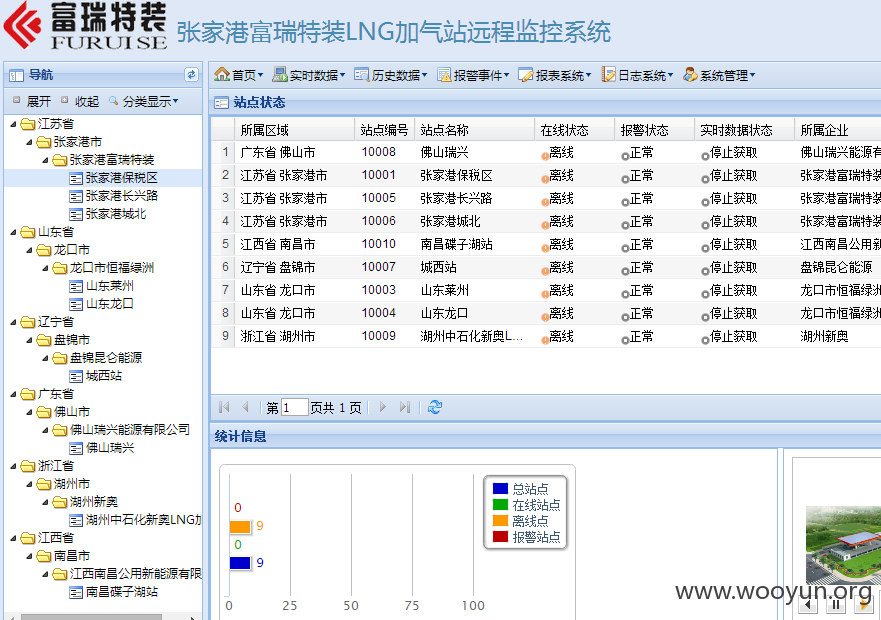 富瑞特装
FURUISE
张家港富瑞特装LNG加气站远程监控系统
导航
展开 收起 分类显示
江苏省
张家港市
张家港富瑞特装
张家港保税区
张家港长兴路
张家港城北
山东省
龙口市
龙口市恒福绿洲
山东莱州
山东龙口
辽宁省
盘锦市
盘锦昆仑能源
城西站
广东省
佛山市
佛山瑞兴能源有限公司
佛山瑞兴
浙江省
湖州市
湖州新奥
湖州中石化新奥LNG加
江西省
南昌市
江西南昌公用新能源有限
南昌碟子湖站
首页 实时数据 历史数据 报警事件 报表系统 日志系统 系统管理
站点状态
所属区域 站点编号 站点名称 在线状态 报警状态 实时数据状态 所属企业
1 广东省 佛山市 10008 佛山瑞兴 离线 正常 停止获取 佛山瑞兴能源有
2 江苏省 张家港市 10001 张家港保税区 离线 正常 停止获取 张家港富瑞特装
3 江苏省 张家港市 10005 张家港长兴路 离线 正常 停止获取 张家港富瑞特装
4 江苏省 张家港市 10006 张家港城北 离线 正常 停止获取 张家港富瑞特装
5 江西省 南昌市 10010 南昌碟子湖站 离线 正常 停止获取 江西南昌公用新
6 辽宁省 盘锦市 10007 城西站 离线 正常 停止获取 盘锦昆仑能源
7 山东省 龙口市 10003 山东莱州 离线 正常 停止获取 龙口市恒福绿洲
8 山东省 龙口市 10004 山东龙口 离线 正常 停止获取 龙口市恒福绿洲
9 浙江省 湖州市 10009 湖州中石化新奥L... 离线 正常 停止获取 湖州新奥
第 1 页共 1 页
统计信息
0
9
0
9
0 25 50 75 100
总站点
在线站点
离线站点
报警站点
www.wooyun.org